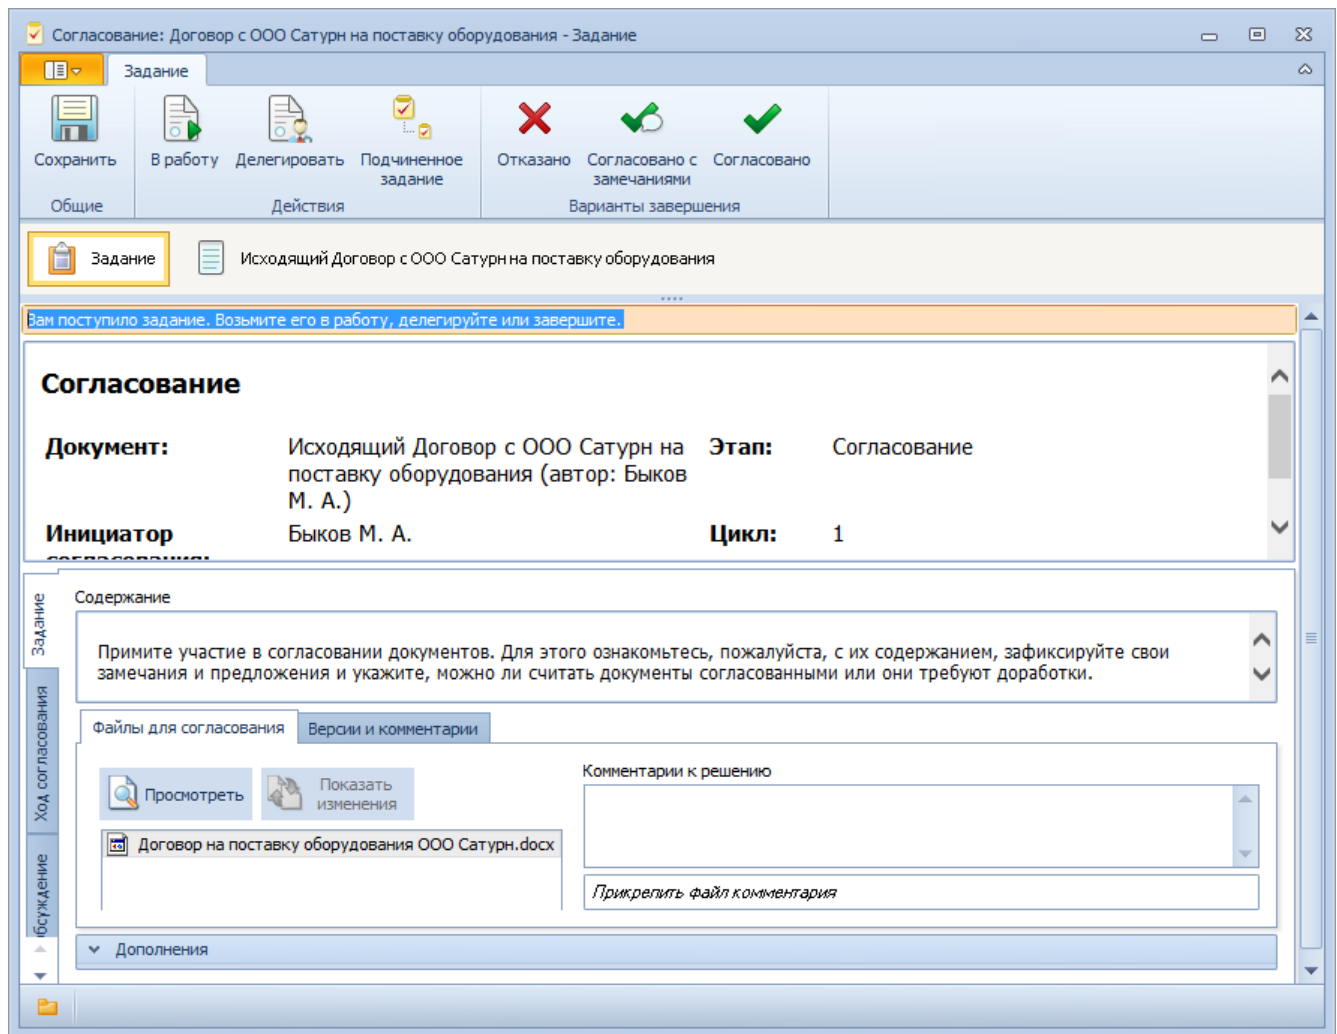 Согласование: Договор с ООО Сатурн на поставку оборудования - Задание
Задание
Сохранить
В работу
Делегировать
Подчиненное
задание
Отказано
Согласовано с
замечаниями
Согласовано
Общие
Действия
Варианты завершения
Задание
Исходящий Договор с ООО Сатурн на поставку оборудования
Вам поступило задание. Возьмите его в работу, делегируйте или завершите.
Согласование
Документ:
Исходящий Договор с ООО Сатурн на
поставку оборудования (автор: Быков
М. А.)
Этап:
Согласование
Инициатор
согласования:
Быков М. А.
Цикл:
1
Задание
Ход согласования
Обсуждение
Содержание
Примите участие в согласовании документов. Для этого ознакомьтесь, пожалуйста, с их содержанием, зафиксируйте свои
замечания и предложения и укажите, можно ли считать документы согласованными или они требуют доработки.
Файлы для согласования
Версии и комментарии
Просмотреть
Показать
изменения
Договор на поставку оборудования ООО Сатурн.docx
Комментарии к решению
Прикрепить файл комментария
Дополнения